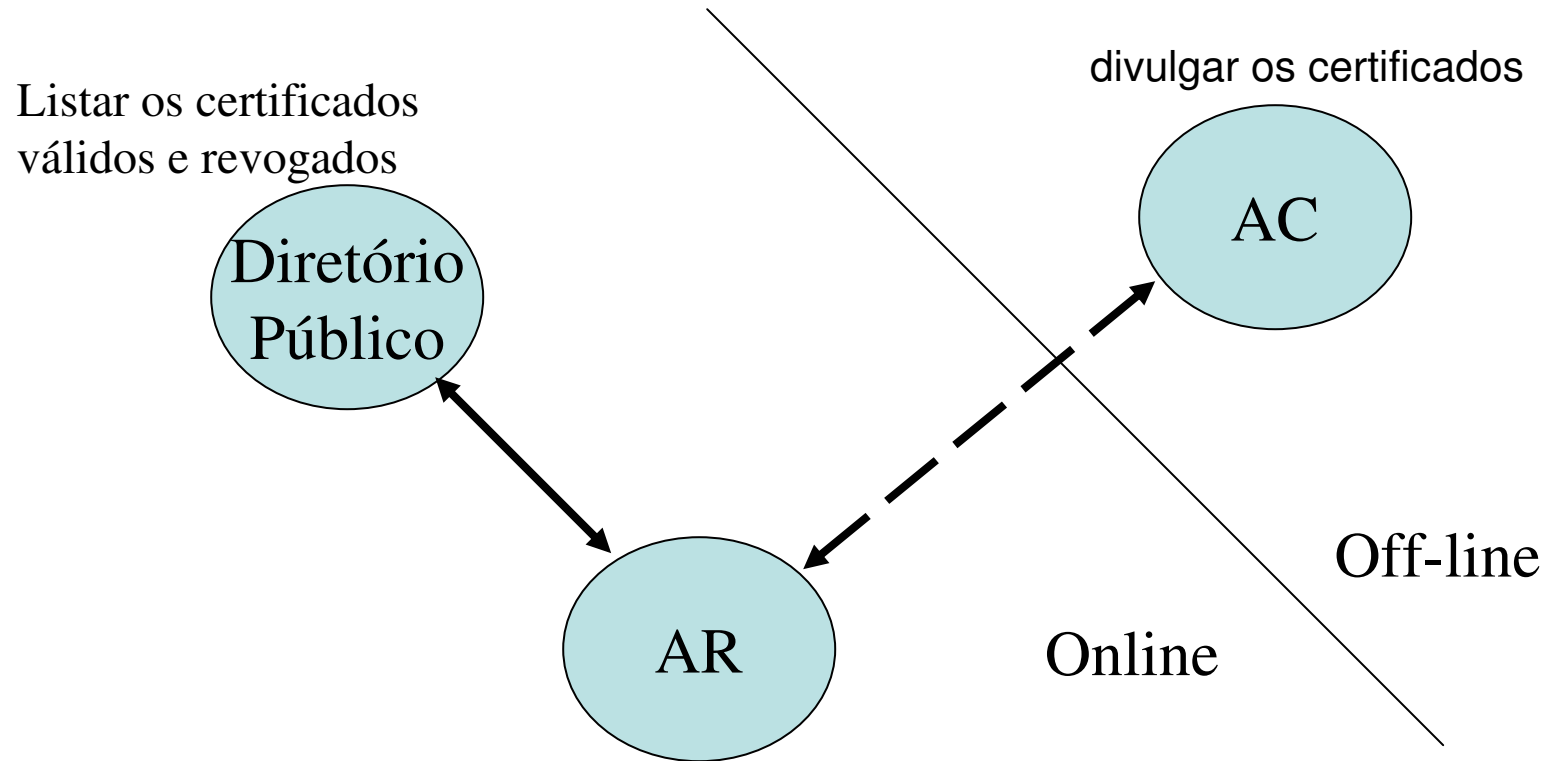 divulgar os certificados
Listar os certificados
válidos e revogados
AC
Diretório
Público
Off-line
AR
Online